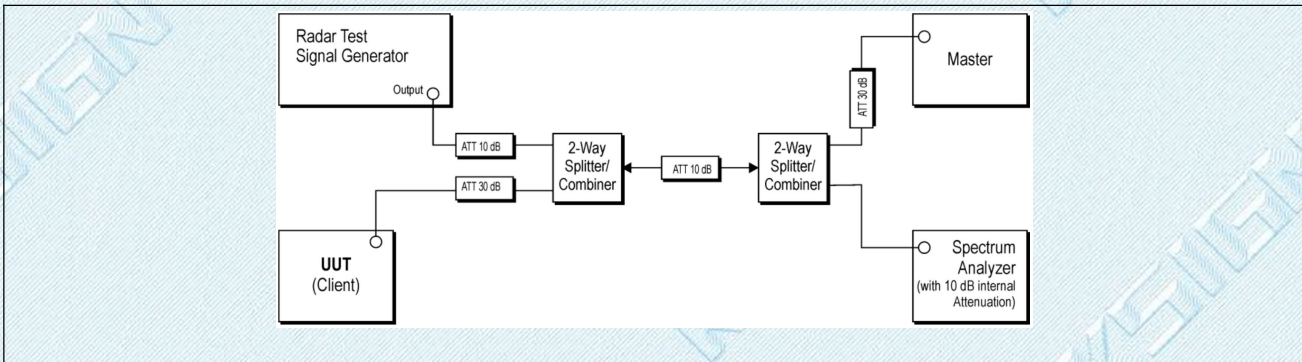 Radar Test
Signal Generator
Output
ATT 10 dB
2-Way
Splitter/
Combiner
ATT 30 dB
UUT
(Client)
ATT 10 dB
2-Way
Splitter/
Combiner
ATT 30 dB
Master
Spectrum
Analyzer
(with 10 dB internal
Attenuation)